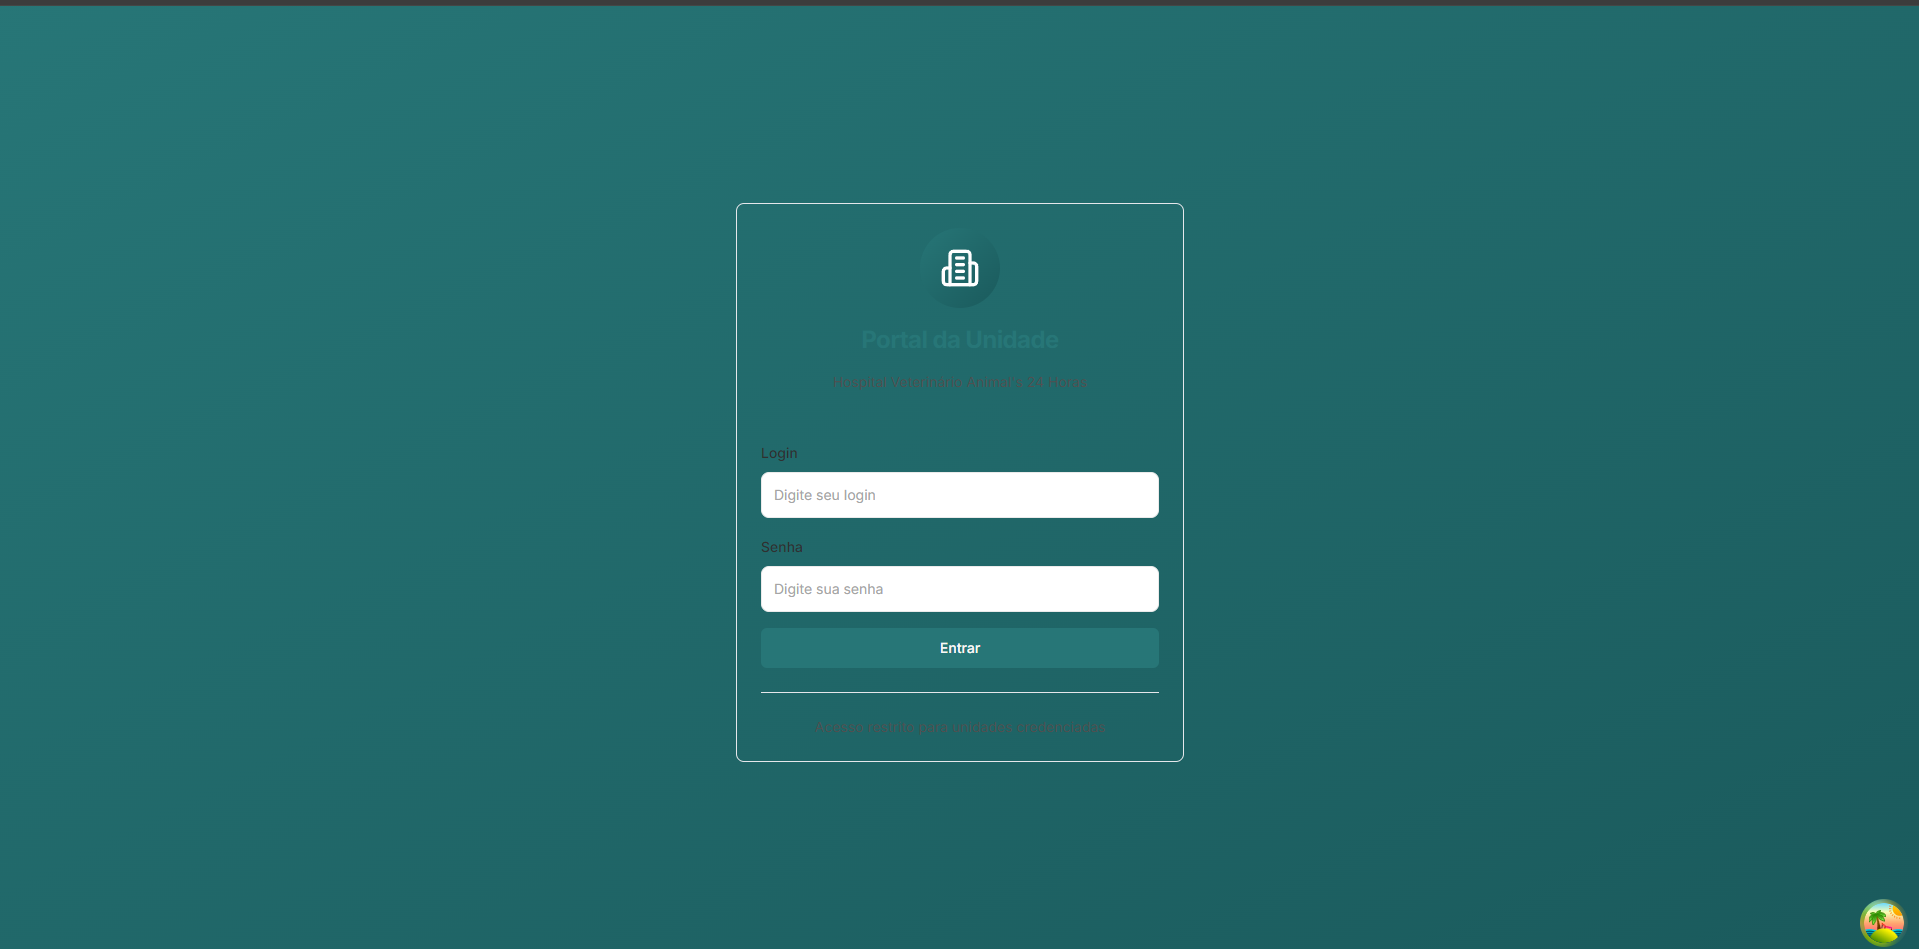 Portal da Unidade
Hospital Veterinário Animal's 24 Horas
Login
Digite seu login
Senha
Digite sua senha
Entrar
Acesso restrito para unidades credenciadas